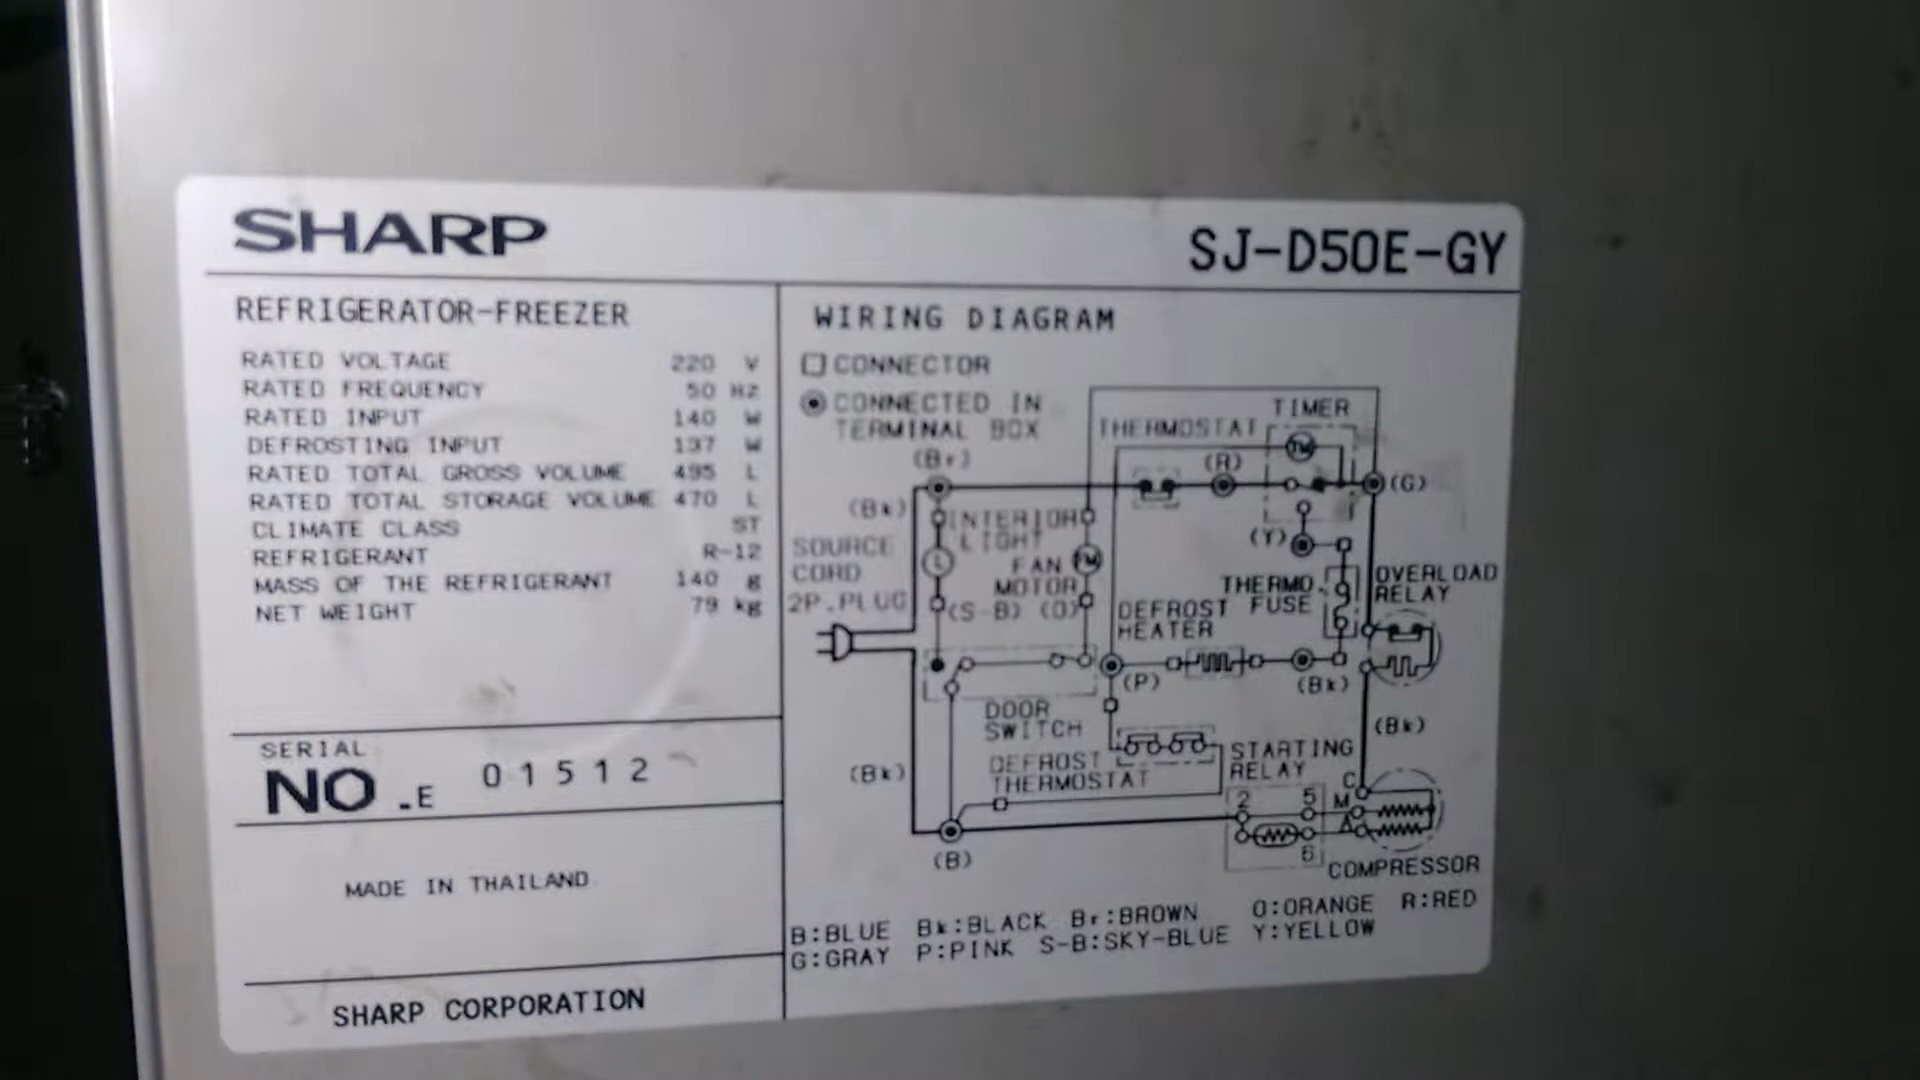 SHARP
SJ-D50E-GY
REFRIGERATOR-FREEZER
RATED VOLTAGE 220 V
RATED FREQUENCY 50 HZ
RATED INPUT 140 W
DEFROSTING INPUT 137 W
RATED TOTAL GROSS VOLUME 495 L
RATED TOTAL STORAGE VOLUME 470 L
CLIMATE CLASS ST
REFRIGERANT R-12
MASS OF THE REFRIGERANT 140 g
NET WEIGHT 79 kg
SERIAL
NO.E 01512
MADE IN THAILAND
SHARP CORPORATION
WIRING DIAGRAM
CONNECTOR
CONNECTED IN
TERMINAL BOX
TIMER
THERMOSTAT
TM
(Br)
(R)
(G)
(Bk)
INTERIOR
LIGHT
L
(Y)
SOURCE
CORD
2P.PLUG
FAN
MOTOR
FM
(S-B) (O)
THERMO.
FUSE
OVERLOAD
RELAY
DEFROST
HEATER
(P)
(Bk)
DOOR
SWITCH
(Bk)
DEFROST
THERMOSTAT
STARTING
RELAY
(Bk)
2 5
6
C
M
A
COMPRESSOR
(B)
B:BLUE Bk:BLACK Br:BROWN O:ORANGE R:RED
G:GRAY P:PINK S-B:SKY-BLUE Y:YELLOW